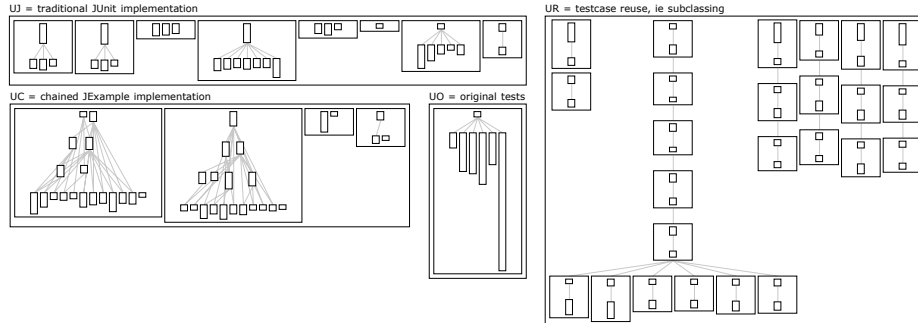 UJ = traditional JUnit implementation
UR = testcase reuse, ie subclassing
UC = chained JExample implementation
UO = original tests